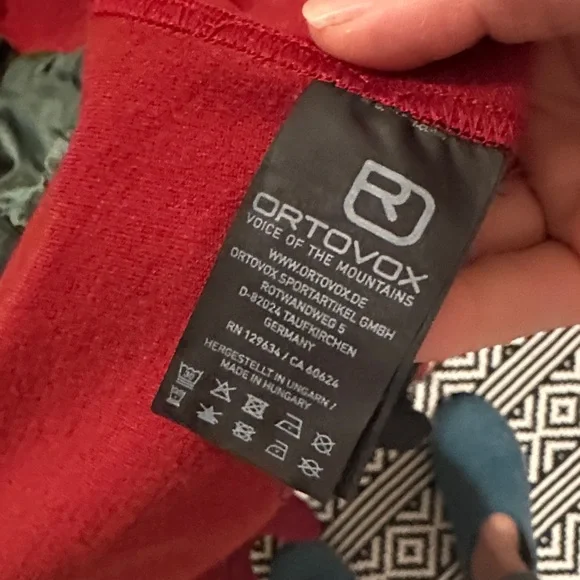 ORTOVOX
VOICE OF THE MOUNTAINS
WWW.ORTOVOX.DE
ORTOVOX SPORTARTIKEL GMBH
ROTWANDWEG 5
D-82024 TAUFKIRCHEN
GERMANY
RN 129634 / CA 60624
HERGESTELLT IN UNGARN /
MADE IN HUNGARY